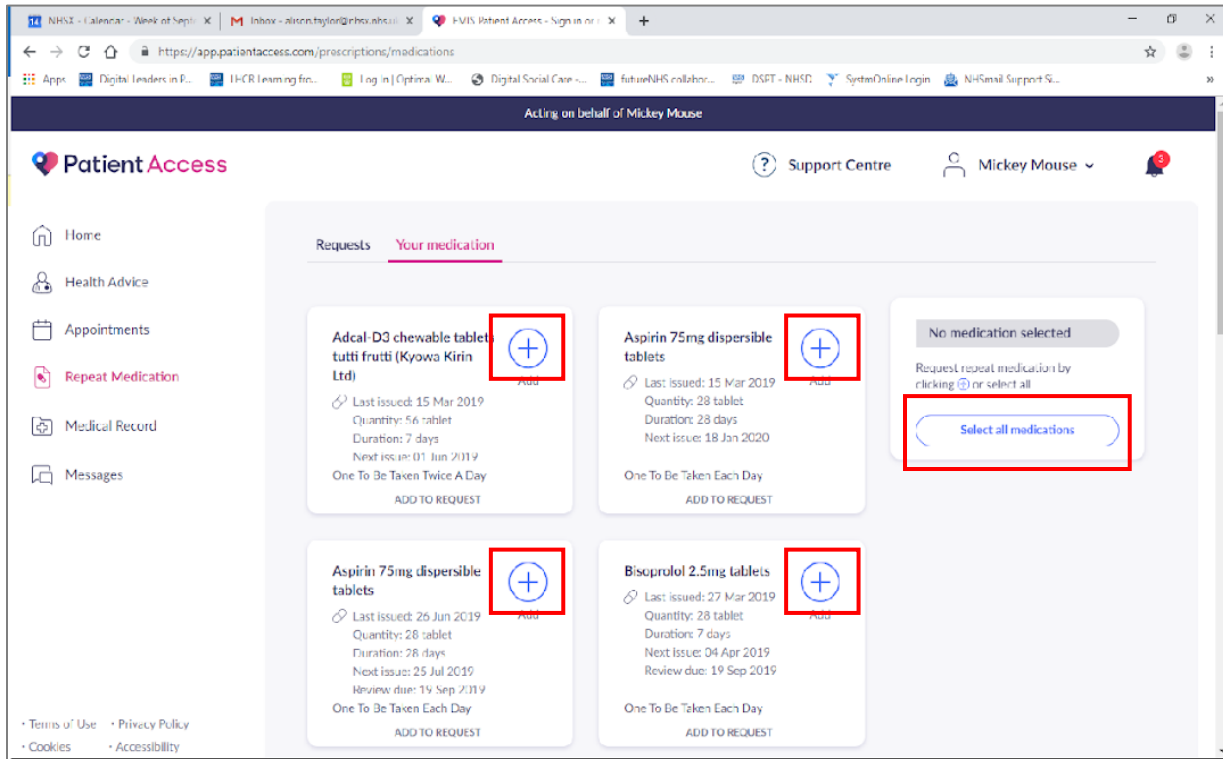 NHSX - Calendar - Week of Septe
Inbox - alison.taylor@nhsx.nhs.u
EMIS Patient Access - Sign in or
https://app.patientaccess.com/prescriptions/medications
Apps
Digital Leaders in P...
LHCR Learning fro...
Log in | Optimal W...
Digital Social Care -...
futureNHS collabor...
DSPT - NHSD
SystmOnline Login
NHSmail Support Si...
Acting on behalf of Mickey Mouse
Patient Access
Support Centre
Mickey Mouse
3
Home
Health Advice
Appointments
Repeat Medication
Medical Record
Messages
Requests
Your medication
Adcal-D3 chewable tablets
tutti frutti (Kyowa Kirin
Ltd)
Add
Last issued: 15 Mar 2019
Quantity: 56 tablet
Duration: 7 days
Next issue: 01 Jun 2019
One To Be Taken Twice A Day
ADD TO REQUEST
Aspirin 75mg dispersible
tablets
Add
Last issued: 15 Mar 2019
Quantity: 28 tablet
Duration: 28 days
Next issue: 18 Jan 2020
One To Be Taken Each Day
ADD TO REQUEST
No medication selected
Request repeat medication by
clicking or select all
Select all medications
Aspirin 75mg dispersible
tablets
Add
Last issued: 26 Jun 2019
Quantity: 28 tablet
Duration: 28 days
Next issue: 25 Jul 2019
Review due: 19 Sep 2019
One To Be Taken Each Day
ADD TO REQUEST
Bisoprolol 2.5mg tablets
Add
Last issued: 27 Mar 2019
Quantity: 28 tablet
Duration: 7 days
Next issue: 04 Apr 2019
Review due: 19 Sep 2019
One To Be Taken Each Day
ADD TO REQUEST
• Terms of Use • Privacy Policy
• Cookies • Accessibility